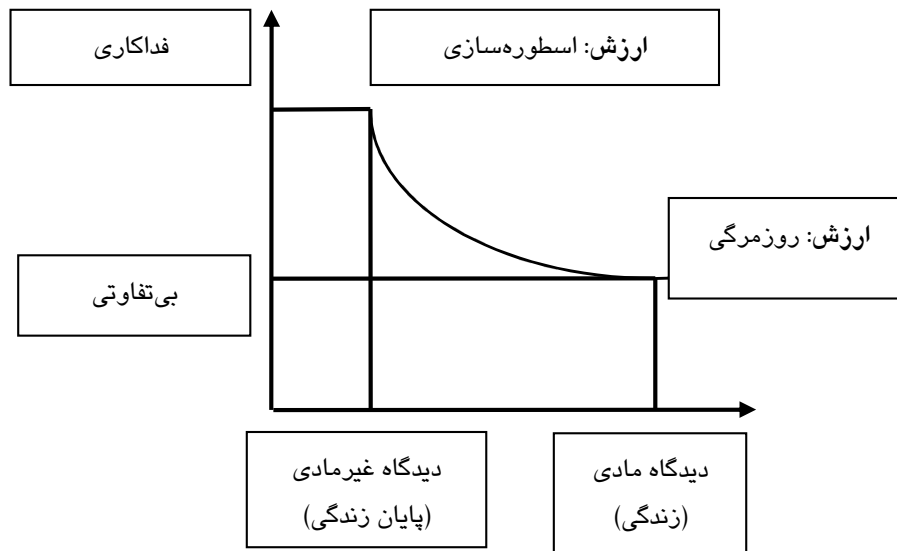 فداکاری
ارزش: اسطوره‌سازی
ارزش: روزمرگی
بی‌تفاوتی
دیدگاه غیرمادی
(پایان زندگی)
دیدگاه مادی
(زندگی)